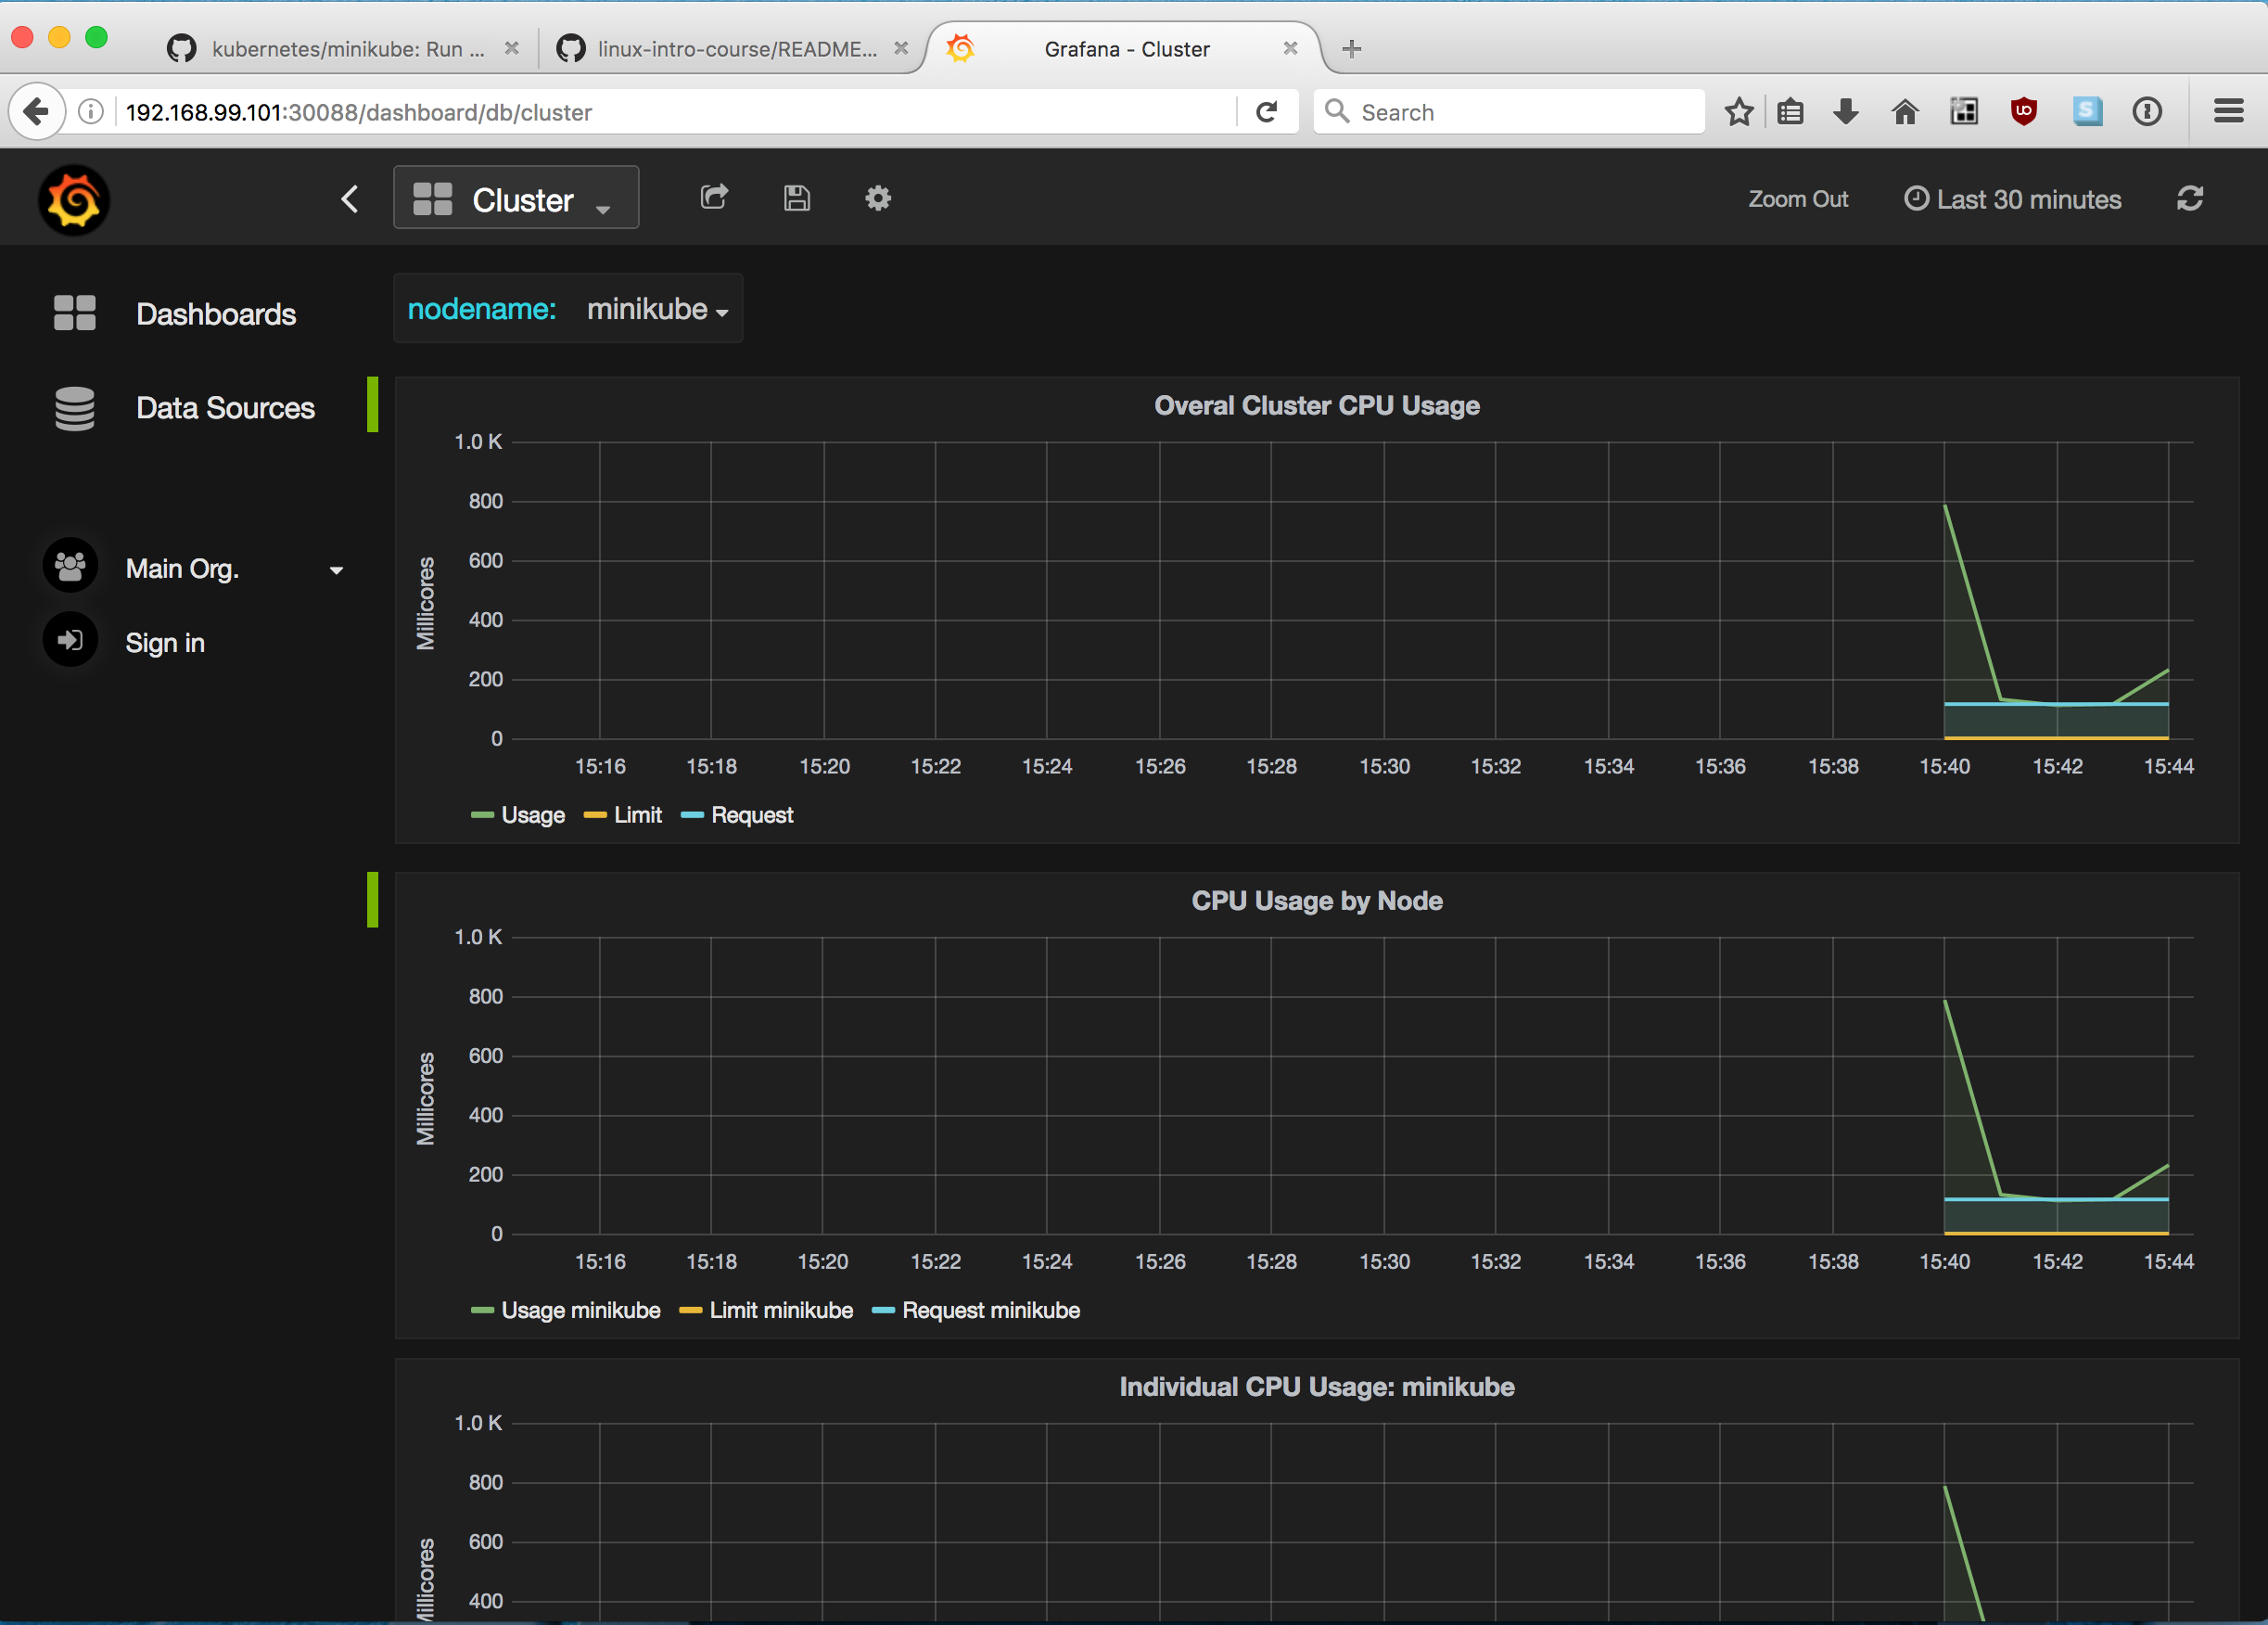 kubernetes/minikube: Run ...
linux-intro-course/README...
Grafana - Cluster
192.168.99.101:30088/dashboard/db/cluster
Search
Cluster
Zoom Out
Last 30 minutes
Dashboards
Data Sources
Main Org.
Sign in
nodename: minikube
Overal Cluster CPU Usage
1.0 K
800
600
400
200
0
Millicores
15:16 15:18 15:20 15:22 15:24 15:26 15:28 15:30 15:32 15:34 15:36 15:38 15:40 15:42 15:44
Usage Limit Request
CPU Usage by Node
1.0 K
800
600
400
200
0
Millicores
15:16 15:18 15:20 15:22 15:24 15:26 15:28 15:30 15:32 15:34 15:36 15:38 15:40 15:42 15:44
Usage minikube Limit minikube Request minikube
Individual CPU Usage: minikube
1.0 K
800
600
400
Millicores